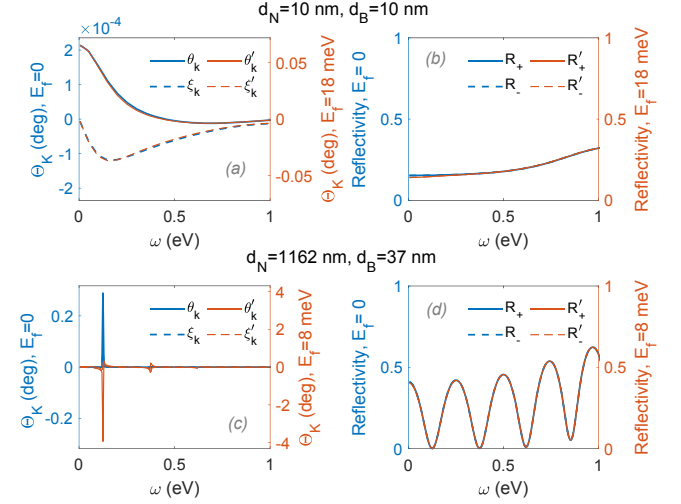 d_N=10 nm, d_B=10 nm
×10^-4
Θ_K (deg), E_f=0
2
1
0
-1
-2
θ_k
θ'_k
ξ_k
ξ'_k
(a)
0.05
0
-0.05
Θ_K (deg), E_f=18 meV
0
0.5
1
ω (eV)
Reflectivity, E_f= 0
1
0.5
0
(b)
R_+
R'_+
R_-
R'_-
1
0.5
0
Reflectivity, E_f=18 meV
0
0.5
1
ω (eV)
d_N=1162 nm, d_B=37 nm
Θ_K (deg), E_f=0
0.2
0
-0.2
θ_k
θ'_k
ξ_k
ξ'_k
(c)
4
2
0
-2
-4
Θ_K (deg), E_f=8 meV
0
0.5
1
ω (eV)
Reflectivity, E_f= 0
1
0.5
0
R_+
R'_+
R_-
R'_-
(d)
1
0.5
0
Reflectivity, E_f=8 meV
0
0.5
1
ω (eV)